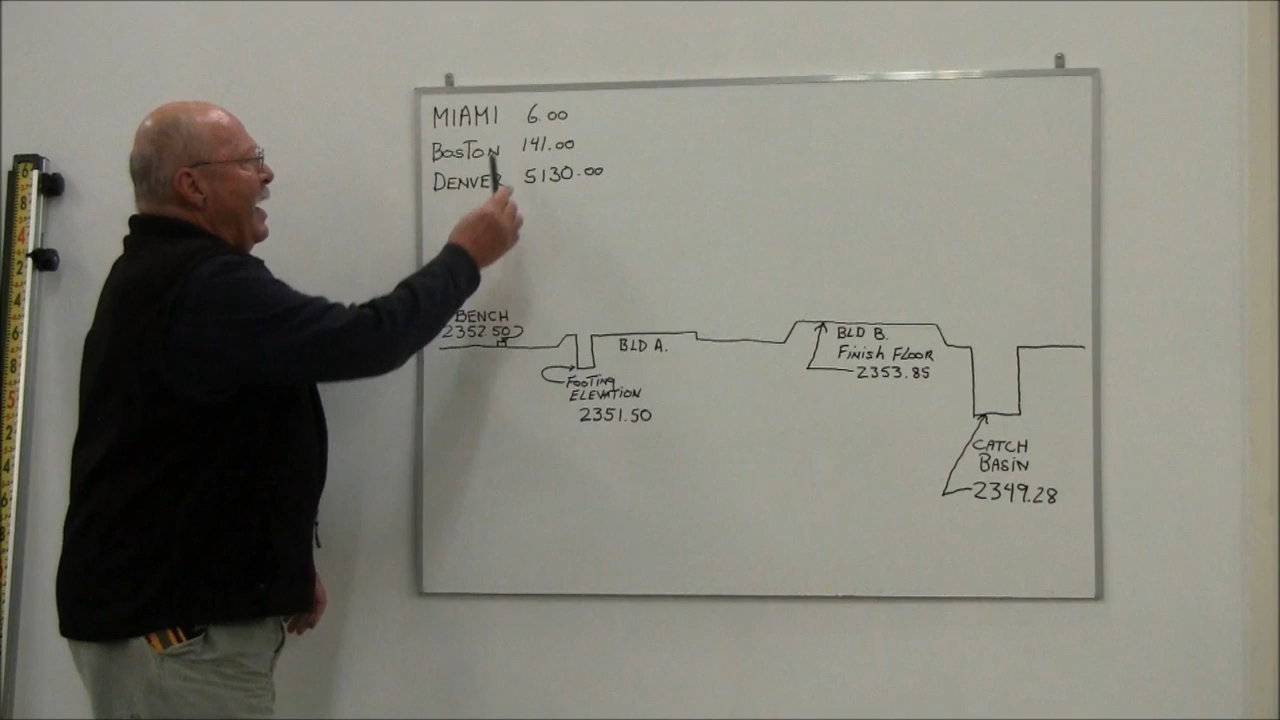 MIAMI 6.00
BOSTON 141.00
DENVER 5130.00
BENCH
2352.50
BLD A.
FOOTING
ELEVATION
2351.50
BLD B.
FINISH FLOOR
2353.85
CATCH
BASIN
2349.28